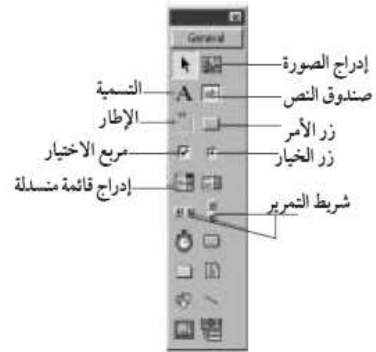 General
إدراج الصورة
التسمية
صندوق النص
الإطار
زر الأمر
مربع الاختيار
زر الخيار
إدراج قائمة منسدلة
شريط التمرير